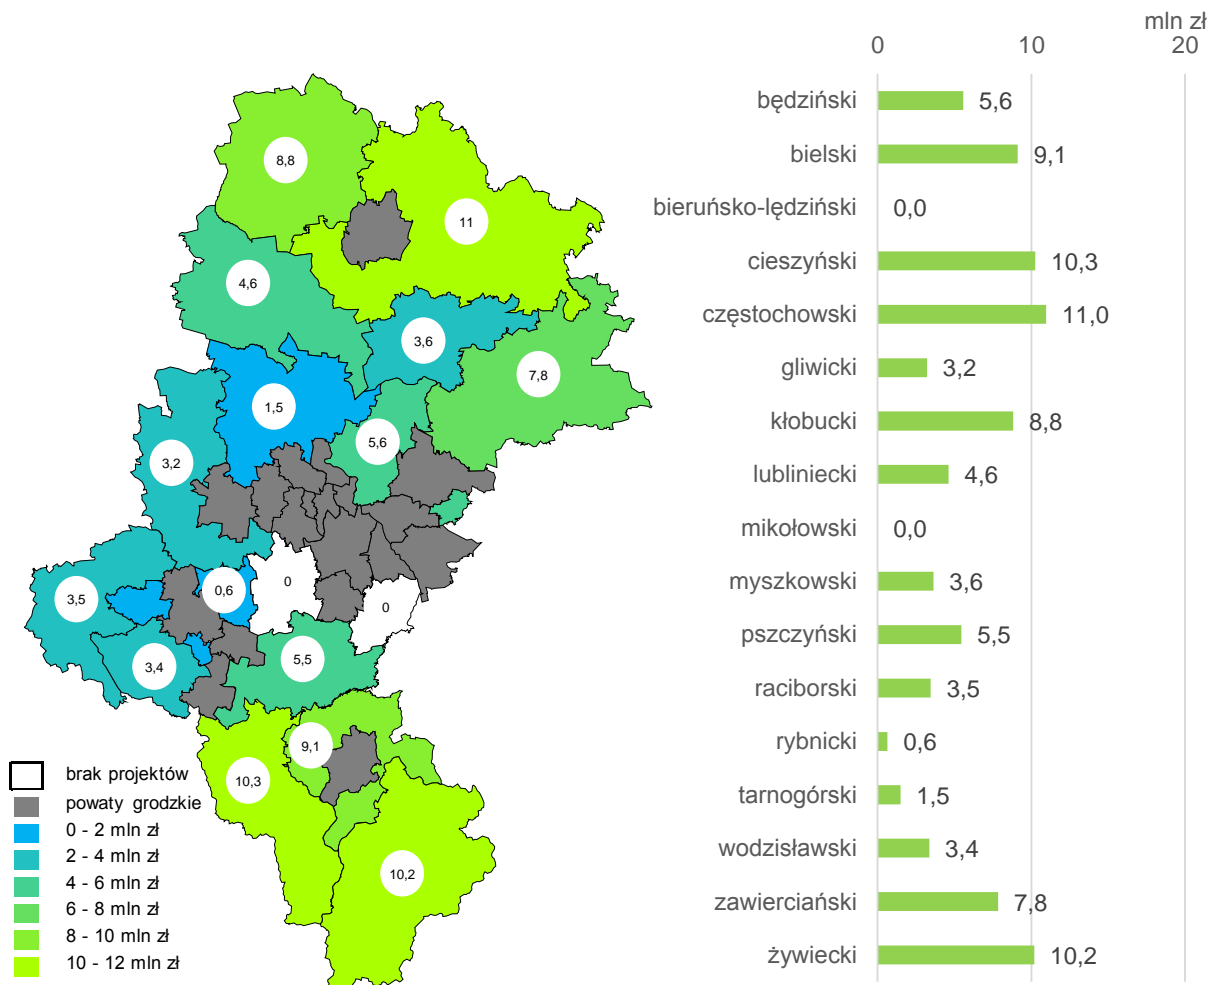 mln zł
0 10 20
będziński 5,6
bielski 9,1
bieruńsko-lędziński 0,0
cieszyński 10,3
częstochowski 11,0
gliwicki 3,2
kłobucki 8,8
lubliniecki 4,6
mikołowski 0,0
myszkowski 3,6
pszczyński 5,5
raciborski 3,5
rybnicki 0,6
tarnogórski 1,5
wodzisławski 3,4
zawierciański 7,8
żywiecki 10,2
8,8
11
4,6
3,6
7,8
1,5
5,6
3,2
0
0,6
3,5
0
5,5
3,4
9,1
10,3
10,2
brak projektów
powaty grodzkie
0 - 2 mln zł
2 - 4 mln zł
4 - 6 mln zł
6 - 8 mln zł
8 - 10 mln zł
10 - 12 mln zł